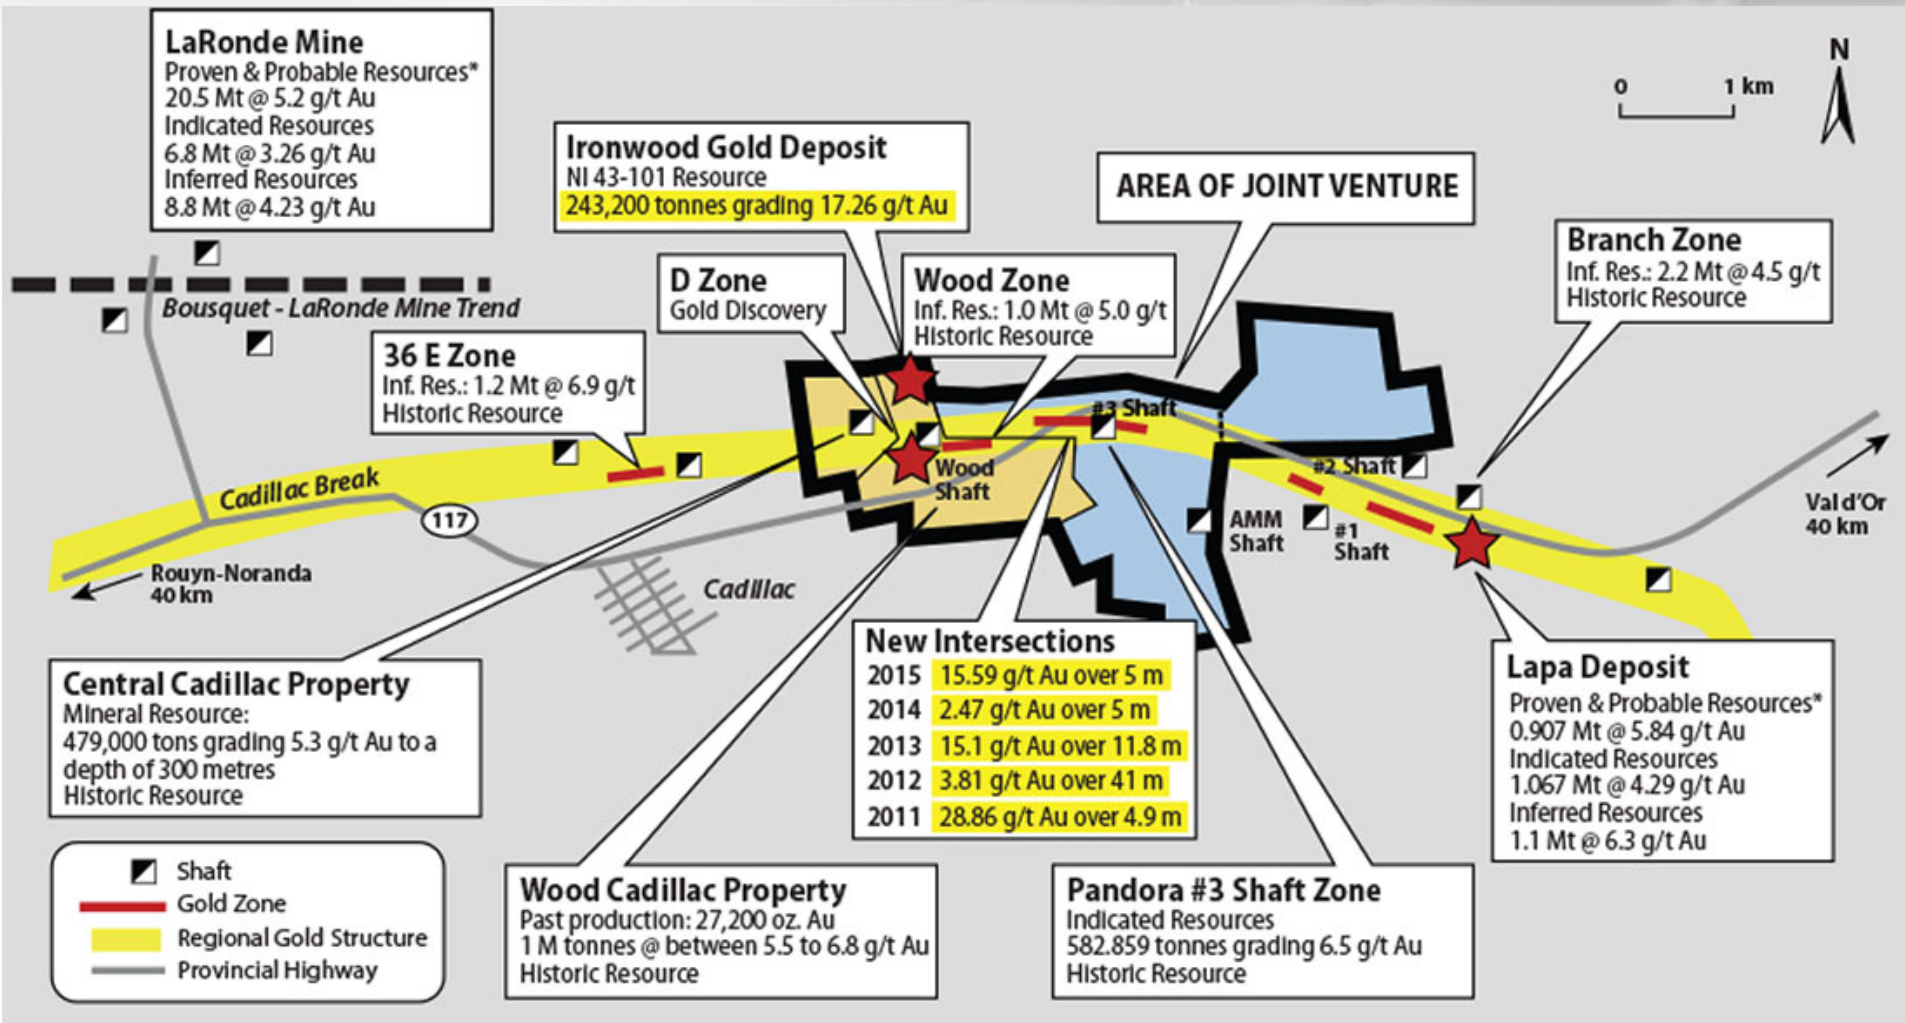 LaRonde Mine
Proven & Probable Resources*
20.5 Mt @ 5.2 g/t Au
Indicated Resources
6.8 Mt @ 3.26 g/t Au
Inferred Resources
8.8 Mt @ 4.23 g/t Au
Ironwood Gold Deposit
NI 43-101 Resource
243,200 tonnes grading 17.26 g/t Au
AREA OF JOINT VENTURE
0 1 km
N
Branch Zone
Inf. Res.: 2.2 Mt @ 4.5 g/t
Historic Resource
D Zone
Gold Discovery
Wood Zone
Inf. Res.: 1.0 Mt @ 5.0 g/t
Historic Resource
Bousquet - LaRonde Mine Trend
36 E Zone
Inf. Res.: 1.2 Mt @ 6.9 g/t
Historic Resource
#3 Shaft
#2 Shaft
Wood
Shaft
Cadillac Break
117
AMM
Shaft
#1
Shaft
Val d'Or
40 km
Rouyn-Noranda
40 km
Cadillac
Central Cadillac Property
Mineral Resource:
479,000 tons grading 5.3 g/t Au to a
depth of 300 metres
Historic Resource
New Intersections
2015 15.59 g/t Au over 5 m
2014 2.47 g/t Au over 5 m
2013 15.1 g/t Au over 11.8 m
2012 3.81 g/t Au over 41 m
2011 28.86 g/t Au over 4.9 m
Lapa Deposit
Proven & Probable Resources*
0.907 Mt @ 5.84 g/t Au
Indicated Resources
1.067 Mt @ 4.29 g/t Au
Inferred Resources
1.1 Mt @ 6.3 g/t Au
Shaft
Gold Zone
Regional Gold Structure
Provincial Highway
Wood Cadillac Property
Past production: 27,200 oz. Au
1 M tonnes @ between 5.5 to 6.8 g/t Au
Historic Resource
Pandora #3 Shaft Zone
Indicated Resources
582.859 tonnes grading 6.5 g/t Au
Historic Resource